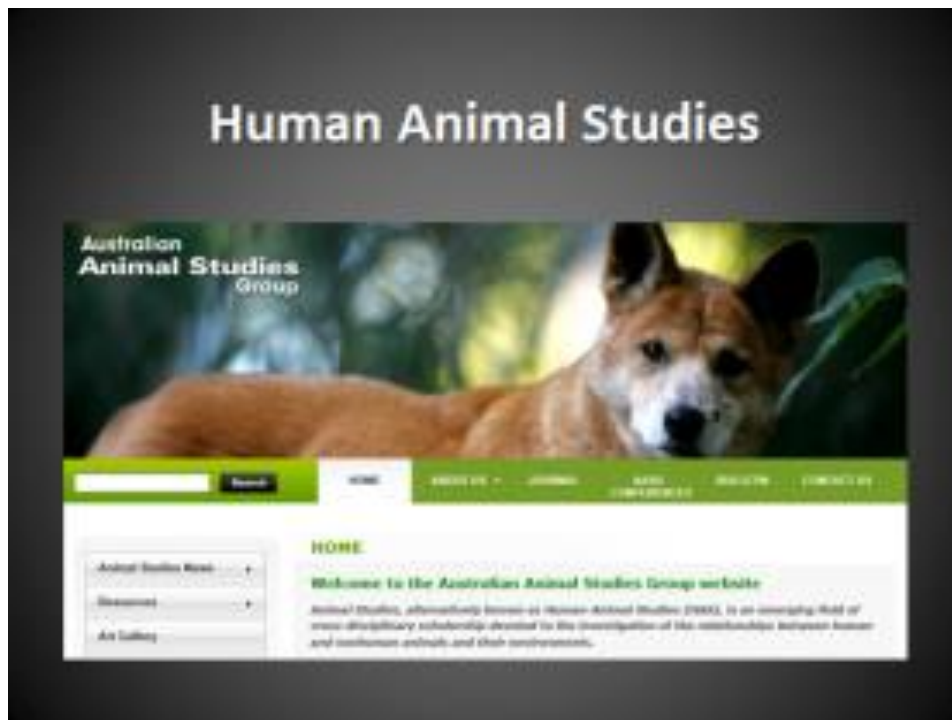 Human Animal Studies
Australian
Animal Studies
Group
Search
HOME
ABOUT US
JOURNAL
AASG
CONFERENCES
BULLETIN
CONTACT US
HOME
Welcome to the Australian Animal Studies Group website
Animal Studies News
Animal Studies, alternatively known as Human Animal Studies (HAS), is an emerging field of
Resources
cross-disciplinary scholarship devoted to the investigation of the relationships between human
and nonhuman animals and their environments.
Art Gallery